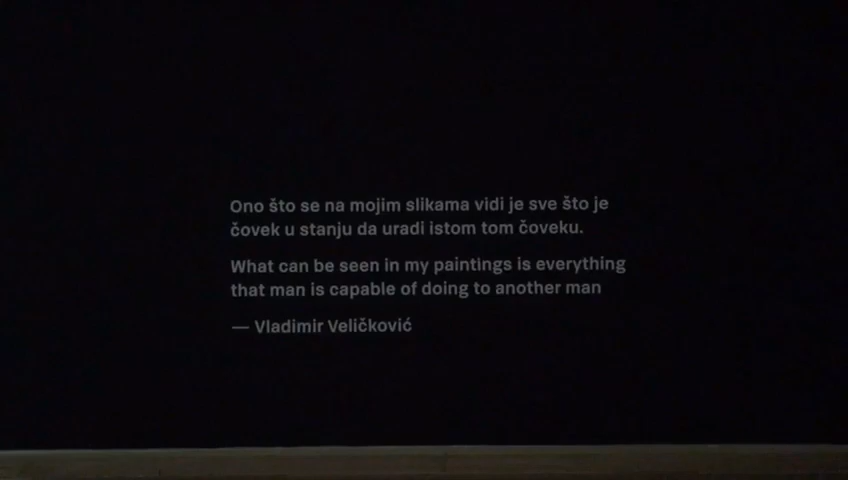 Ono što se na mojim slikama vidi je sve što je
čovek u stanju da uradi istom tom čoveku.
What can be seen in my paintings is everything
that man is capable of doing to another man
— Vladimir Veličković